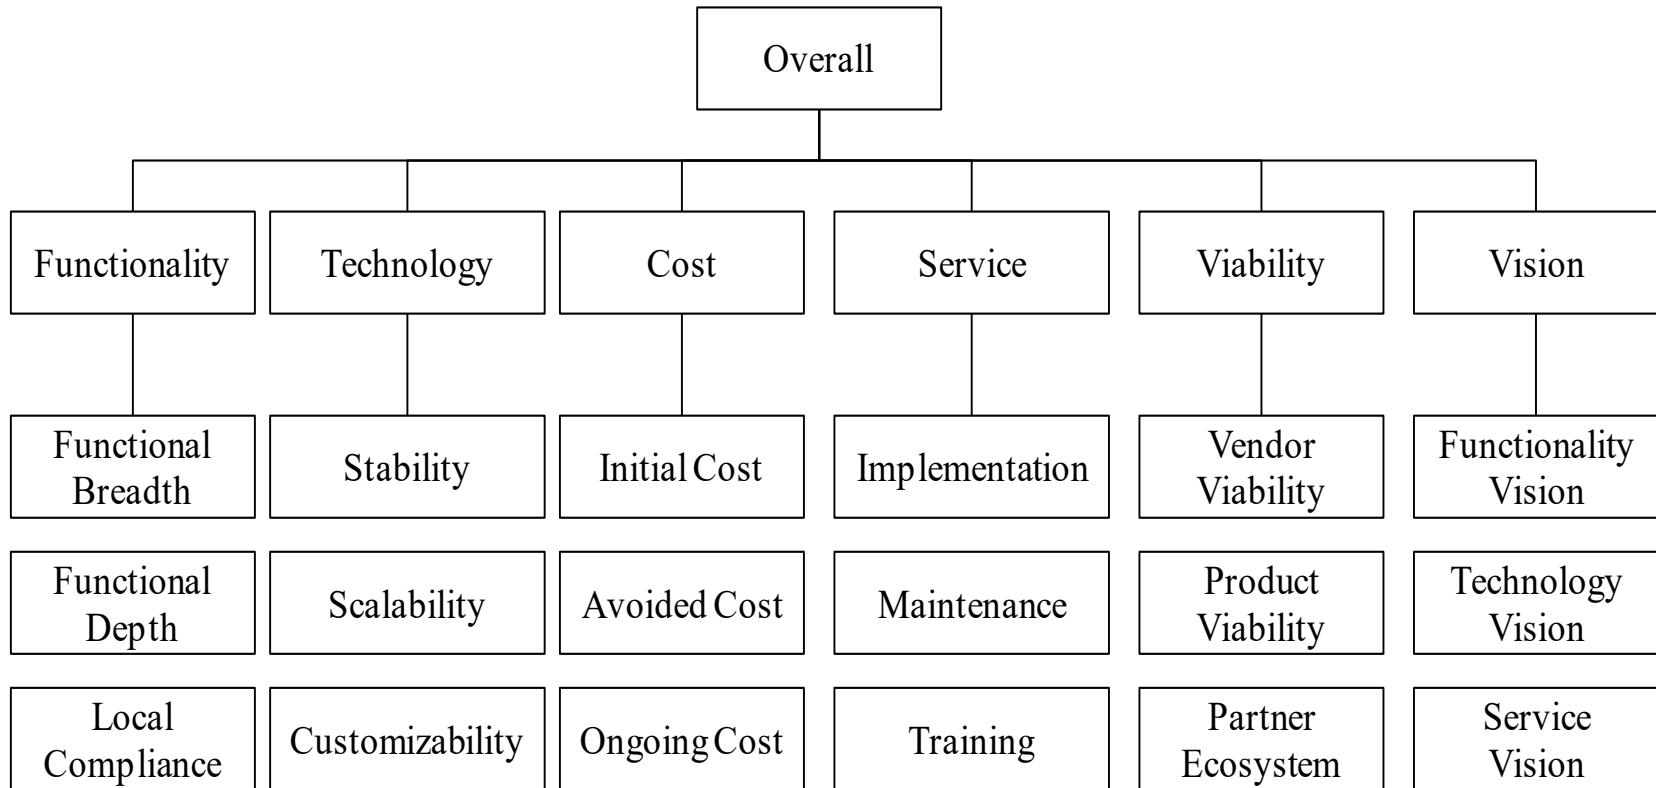 Overall
Functionality
Technology
Cost
Service
Viability
Vision
Functional
Breadth
Stability
Initial Cost
Implementation
Vendor
Viability
Functionality
Vision
Functional
Depth
Scalability
Avoided Cost
Maintenance
Product
Viability
Technology
Vision
Local
Compliance
Customizability
Ongoing Cost
Training
Partner
Ecosystem
Service
Vision